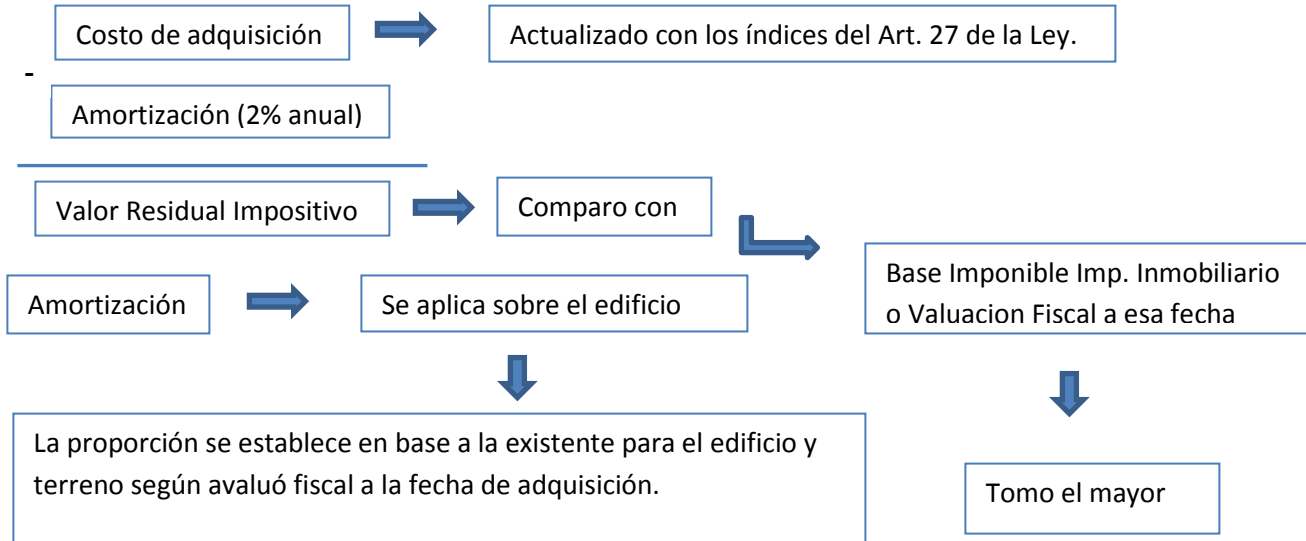 Costo de adquisición
Actualizado con los índices del Art. 27 de la Ley.
-
Amortización (2% anual)
Valor Residual Impositivo
Comparo con
Base Imponible Imp. Inmobiliario
o Valuacion Fiscal a esa fecha
Amortización
Se aplica sobre el edificio
La proporción se establece en base a la existente para el edificio y
terreno según avaluó fiscal a la fecha de adquisición.
Tomo el mayor